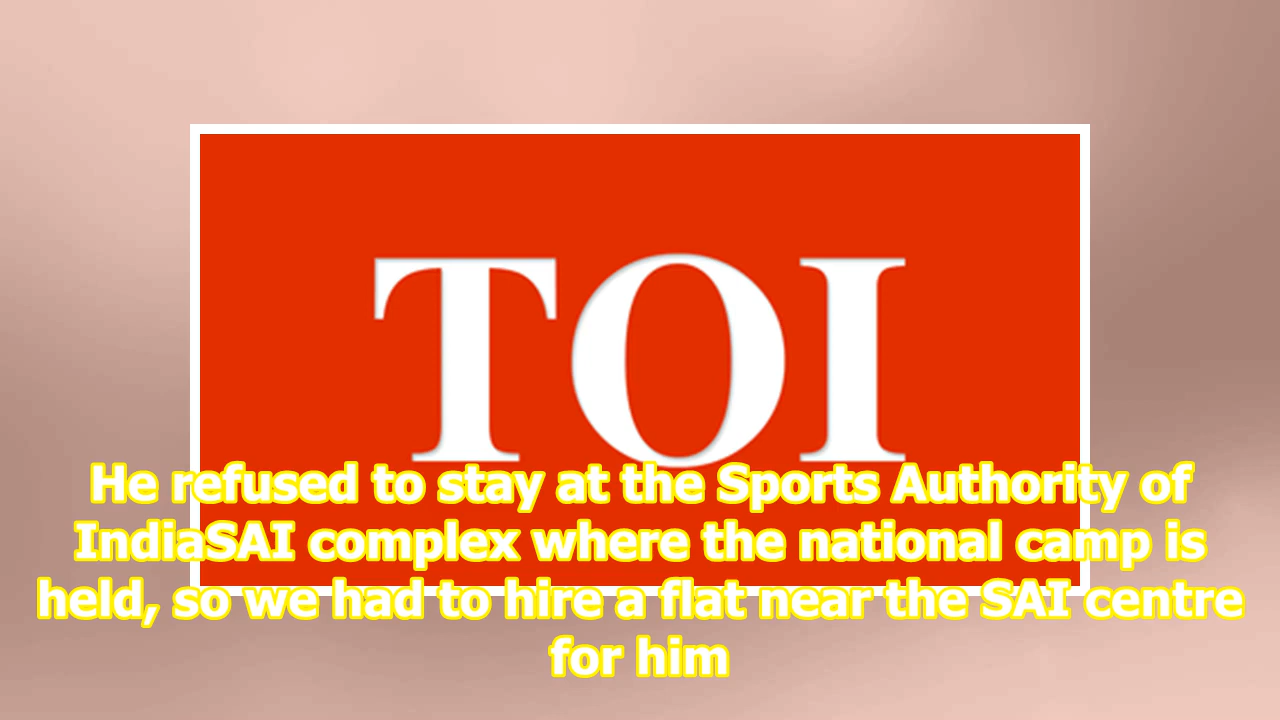 TOI
He refused to stay at the Sports Authority of
IndiaSAI complex where the national camp is
held, so we had to hire a flat near the SAI centre
for him